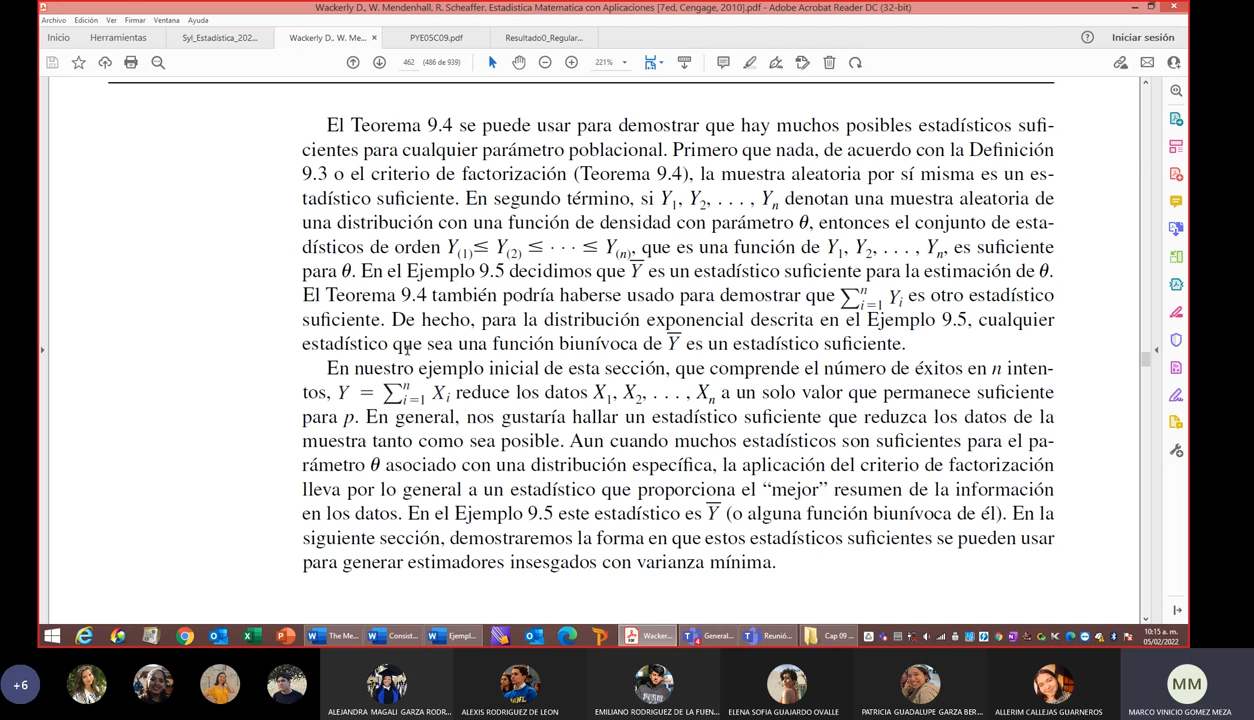 Wackerly D., W. Mendenhall, R. Scheaffer. Estadistica Matematica con Aplicaciones [7ed, Cengage, 2010].pdf - Adobe Acrobat Reader DC (32-bit)
Archivo Edición Ver Firmar Ventana Ayuda
Inicio Herramientas Syl_Estadística_202... Wackerly D., W. Me... × PYE05C09.pdf Resultado0_Regular... Iniciar sesión
462 (486 de 939) 221%
El Teorema 9.4 se puede usar para demostrar que hay muchos posibles estadísticos sufi-
cientes para cualquier parámetro poblacional. Primero que nada, de acuerdo con la Definición
9.3 o el criterio de factorización (Teorema 9.4), la muestra aleatoria por sí misma es un es-
tadístico suficiente. En segundo término, si Y₁, Y₂, . . . , Yₙ denotan una muestra aleatoria de
una distribución con una función de densidad con parámetro θ, entonces el conjunto de esta-
dísticos de orden Y₍₁₎ ≤ Y₍₂₎ ≤ · · · ≤ Y₍ₙ₎, que es una función de Y₁, Y₂, . . . , Yₙ, es suficiente
para θ. En el Ejemplo 9.5 decidimos que Y̅ es un estadístico suficiente para la estimación de θ.
El Teorema 9.4 también podría haberse usado para demostrar que ∑ⁿᵢ₌₁ Yᵢ es otro estadístico
suficiente. De hecho, para la distribución exponencial descrita en el Ejemplo 9.5, cualquier
estadístico que sea una función biunívoca de Y̅ es un estadístico suficiente.
En nuestro ejemplo inicial de esta sección, que comprende el número de éxitos en n inten-
tos, Y = ∑ⁿᵢ₌₁ Xᵢ reduce los datos X₁, X₂, . . . , Xₙ a un solo valor que permanece suficiente
para p. En general, nos gustaría hallar un estadístico suficiente que reduzca los datos de la
muestra tanto como sea posible. Aun cuando muchos estadísticos son suficientes para el pa-
rámetro θ asociado con una distribución específica, la aplicación del criterio de factorización
lleva por lo general a un estadístico que proporciona el “mejor” resumen de la información
en los datos. En el Ejemplo 9.5 este estadístico es Y̅ (o alguna función biunívoca de él). En la
siguiente sección, demostraremos la forma en que estos estadísticos suficientes se pueden usar
para generar estimadores insesgados con varianza mínima.
The Me... Consist... Ejempl... Wacker... General... Reunió... Cap 09 ... 10:15 a. m.
05/02/2022
+6 MM
ALEJANDRA MAGALI GARZA RODR... ALEXIS RODRIGUEZ DE LEON EMILIANO RODRIGUEZ DE LA FUEN... ELENA SOFIA GUAJARDO OVALLE PATRICIA GUADALUPE GARZA BER... ALLERIM CALLEJAS GUARNEROS MARCO VINICIO GOMEZ MEZA